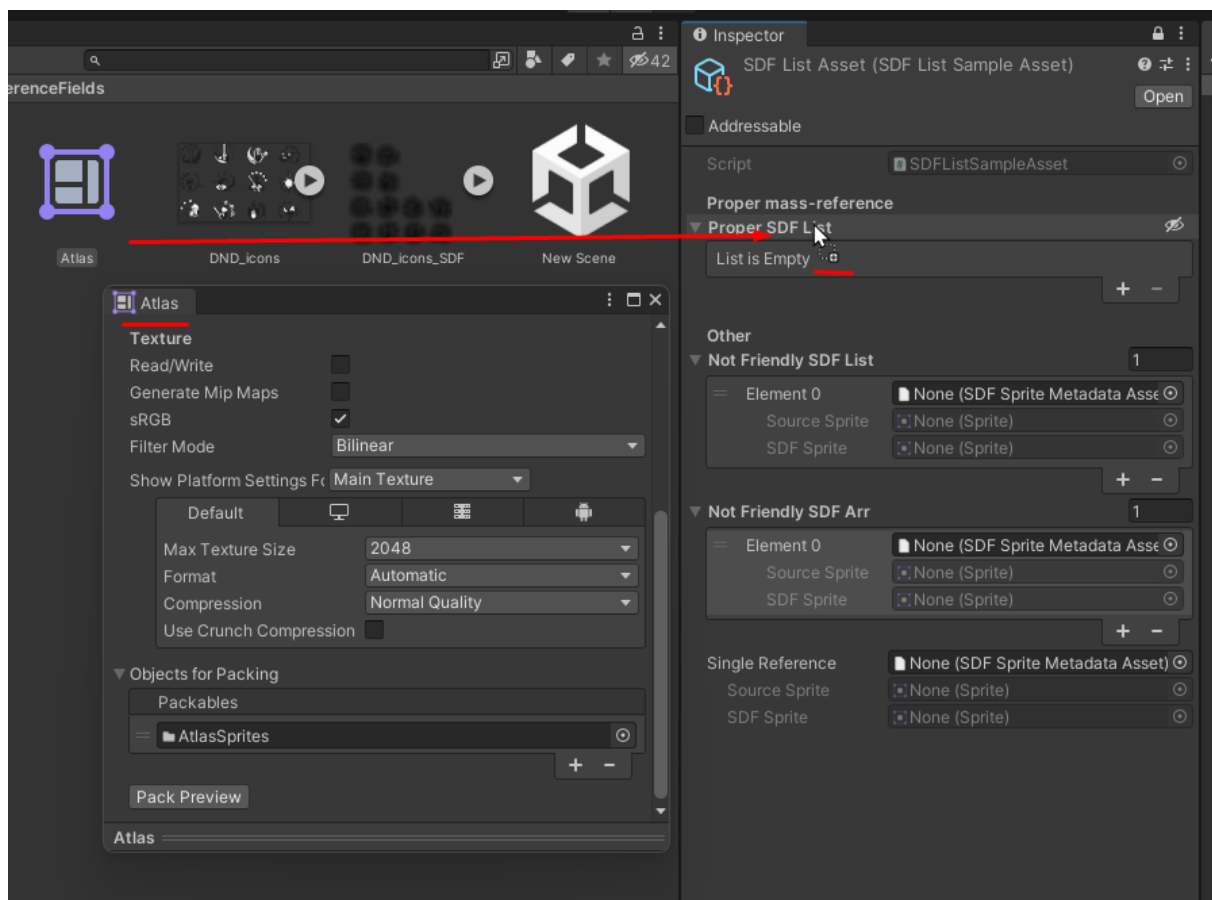 42
erenceFields
Atlas
DND_icons
DND_icons_SDF
New Scene
Atlas
Texture
Read/Write
Generate Mip Maps
sRGB
Filter Mode
Bilinear
Show Platform Settings Fo
Main Texture
Default
Max Texture Size
2048
Format
Automatic
Compression
Normal Quality
Use Crunch Compression
Objects for Packing
Packables
AtlasSprites
Pack Preview
Atlas
Inspector
SDF List Asset (SDF List Sample Asset)
Open
Addressable
Script
SDFListSampleAsset
Proper mass-reference
Proper SDF List
List is Empty
Other
Not Friendly SDF List
1
Element 0
None (SDF Sprite Metadata Asse
Source Sprite
None (Sprite)
SDF Sprite
None (Sprite)
Not Friendly SDF Arr
1
Element 0
None (SDF Sprite Metadata Asse
Source Sprite
None (Sprite)
SDF Sprite
None (Sprite)
Single Reference
None (SDF Sprite Metadata Asset)
Source Sprite
None (Sprite)
SDF Sprite
None (Sprite)